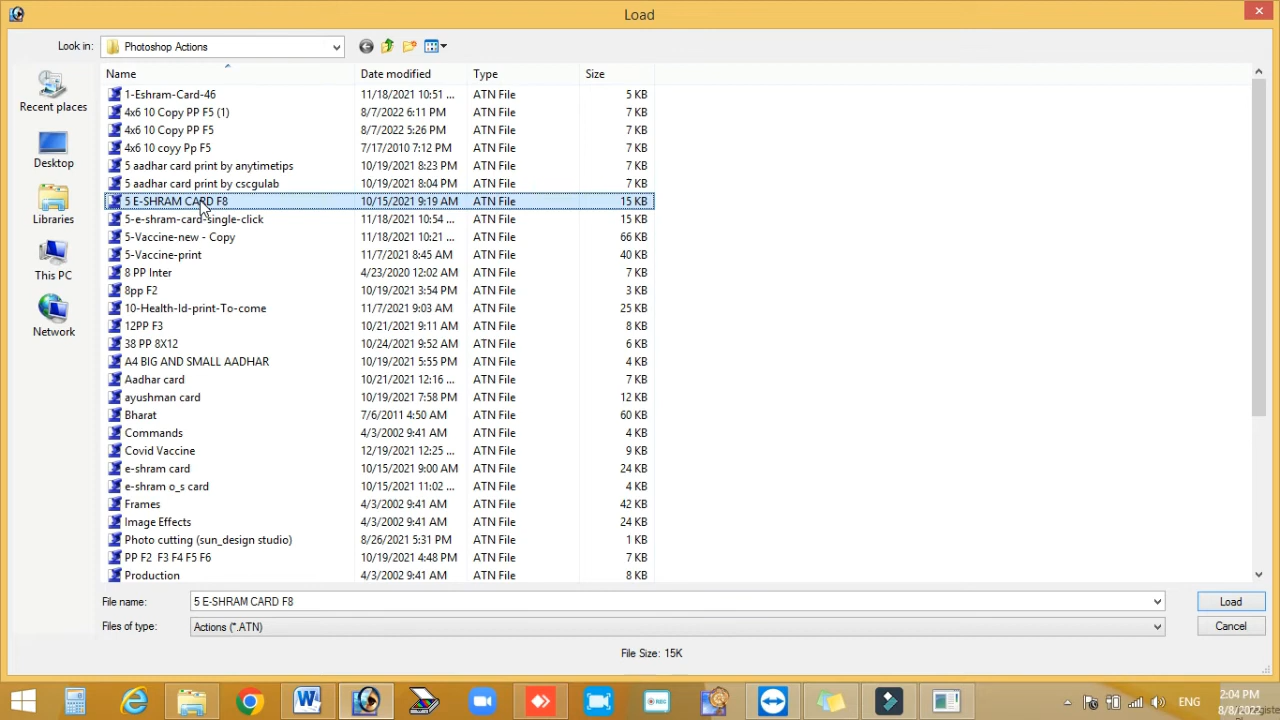 Load
Look in: Photoshop Actions
Name Date modified Type Size
1-Eshram-Card-46 11/18/2021 10:51 ... ATN File 5 KB
4x6 10 Copy PP F5 (1) 8/7/2022 6:11 PM ATN File 7 KB
4x6 10 Copy PP F5 8/7/2022 5:26 PM ATN File 7 KB
4x6 10 coyy Pp F5 7/17/2010 7:12 PM ATN File 7 KB
5 aadhar card print by anytimetips 10/19/2021 8:23 PM ATN File 7 KB
5 aadhar card print by cscgulab 10/19/2021 8:04 PM ATN File 7 KB
5 E-SHRAM CARD F8 10/15/2021 9:19 AM ATN File 15 KB
5-e-shram-card-single-click 11/18/2021 10:54 ... ATN File 15 KB
5-Vaccine-new - Copy 11/18/2021 10:21 ... ATN File 66 KB
5-Vaccine-print 11/7/2021 8:45 AM ATN File 40 KB
8 PP Inter 4/23/2020 12:02 AM ATN File 7 KB
8pp F2 10/19/2021 3:54 PM ATN File 3 KB
10-Health-Id-print-To-come 11/7/2021 9:03 AM ATN File 25 KB
12PP F3 10/21/2021 9:11 AM ATN File 8 KB
38 PP 8X12 10/24/2021 9:52 AM ATN File 6 KB
A4 BIG AND SMALL AADHAR 10/19/2021 5:55 PM ATN File 4 KB
Aadhar card 10/21/2021 12:16 ... ATN File 7 KB
ayushman card 10/19/2021 7:58 PM ATN File 12 KB
Bharat 7/6/2011 4:50 AM ATN File 60 KB
Commands 4/3/2002 9:41 AM ATN File 4 KB
Covid Vaccine 12/19/2021 12:25 ... ATN File 9 KB
e-shram card 10/15/2021 9:00 AM ATN File 24 KB
e-shram o_s card 10/15/2021 11:02 ... ATN File 4 KB
Frames 4/3/2002 9:41 AM ATN File 42 KB
Image Effects 4/3/2002 9:41 AM ATN File 24 KB
Photo cutting (sun_design studio) 8/26/2021 5:31 PM ATN File 1 KB
PP F2 F3 F4 F5 F6 10/19/2021 4:48 PM ATN File 7 KB
Production 4/3/2002 9:41 AM ATN File 8 KB
Recent places
Desktop
Libraries
This PC
Network
File name: 5 E-SHRAM CARD F8 Load
Files of type: Actions (*.ATN) Cancel
File Size: 15K
ENG
2:04 PM
8/8/2022